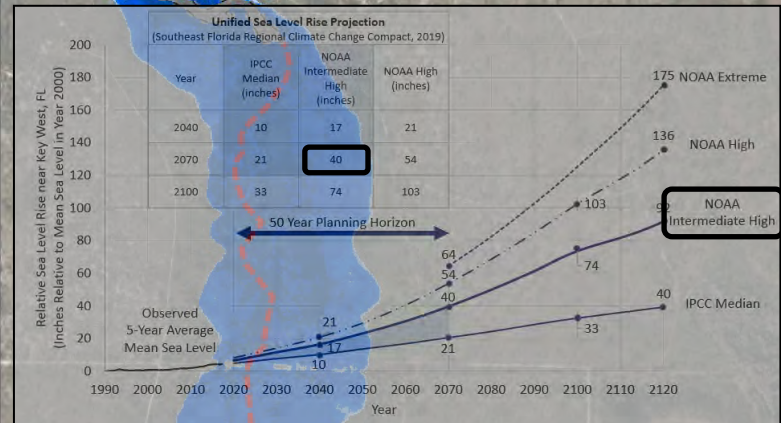 Unified Sea Level Rise Projection
(Southeast Florida Regional Climate Change Compact, 2019)
Year
IPCC
Median
(inches)
NOAA
Intermediate
High
(inches)
NOAA High
(inches)
2040 10 17 21
2070 21 40 54
2100 33 74 103
50 Year Planning Horizon
Relative Sea Level Rise near Key West, FL
(Inches Relative to Mean Sea Level in Year 2000)
200
180
160
140
120
100
80
60
40
20
0
Observed
5-Year Average
Mean Sea Level
175 NOAA Extreme
136 NOAA High
92 NOAA
Intermediate High
40 IPCC Median
103
74
33
64
54
40
21
21
17
10
1990 2000 2010 2020 2030 2040 2050 2060 2070 2080 2090 2100 2110 2120
Year